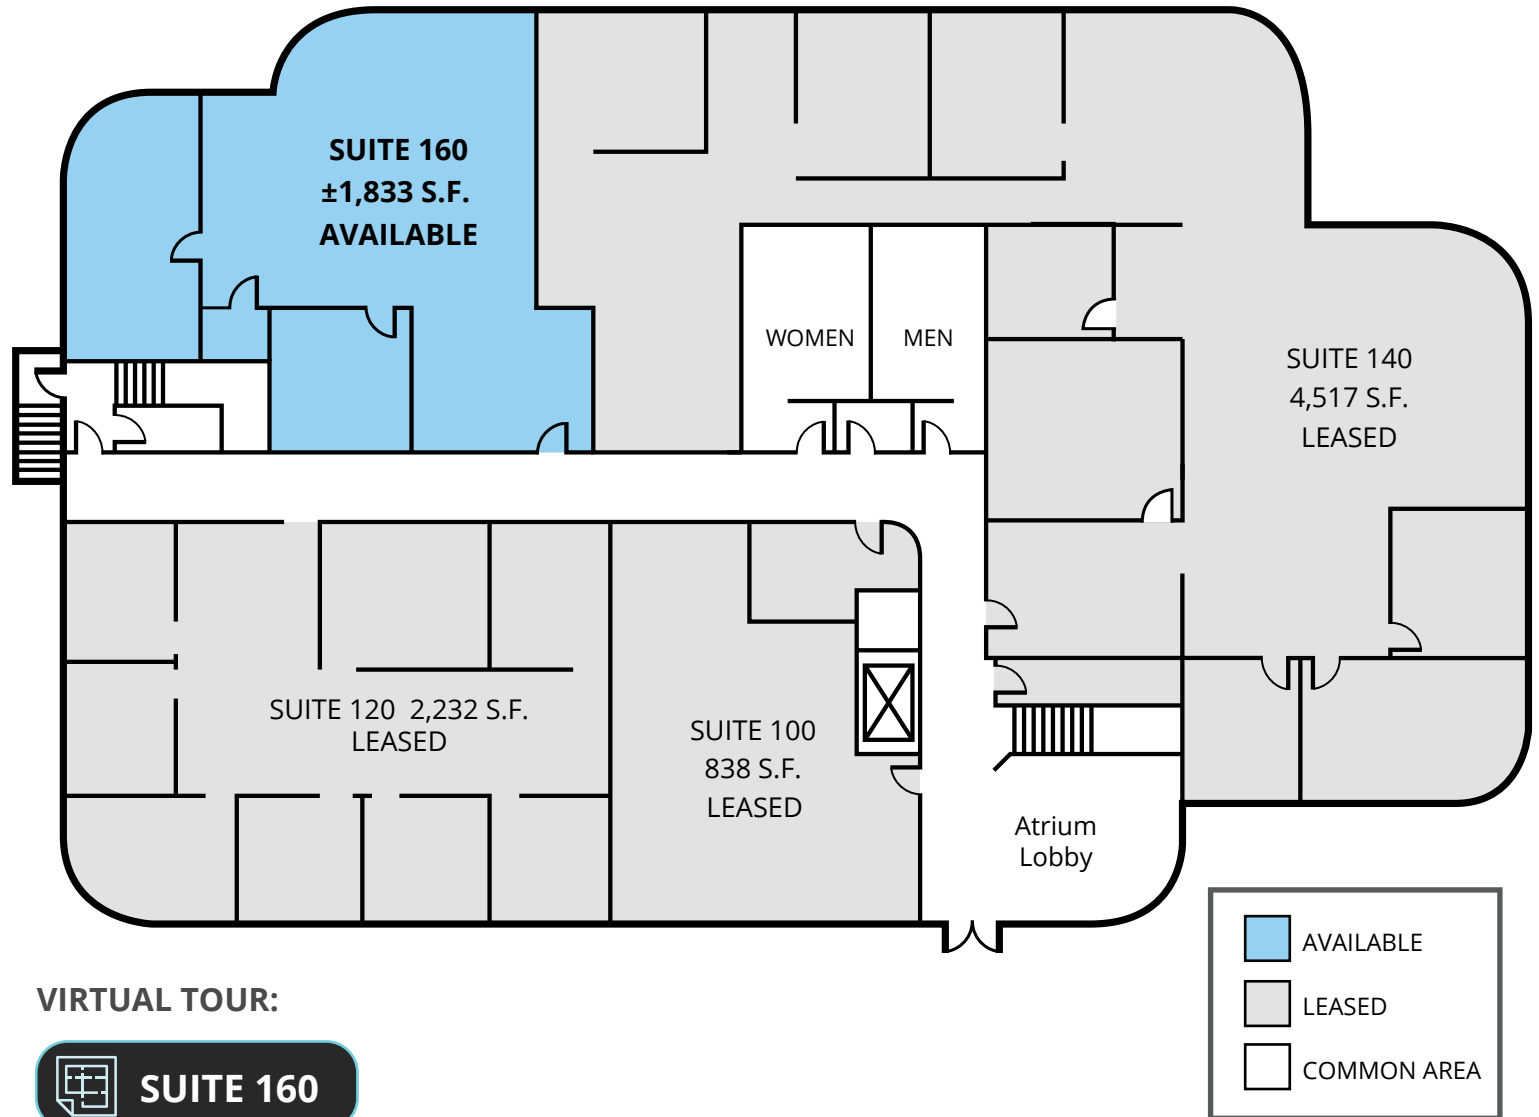 SUITE 160
±1,833 S.F.
AVAILABLE
WOMEN
MEN
SUITE 140
4,517 S.F.
LEASED
SUITE 120 2,232 S.F.
LEASED
SUITE 100
838 S.F.
LEASED
Atrium
Lobby
AVAILABLE
LEASED
COMMON AREA
VIRTUAL TOUR:
SUITE 160